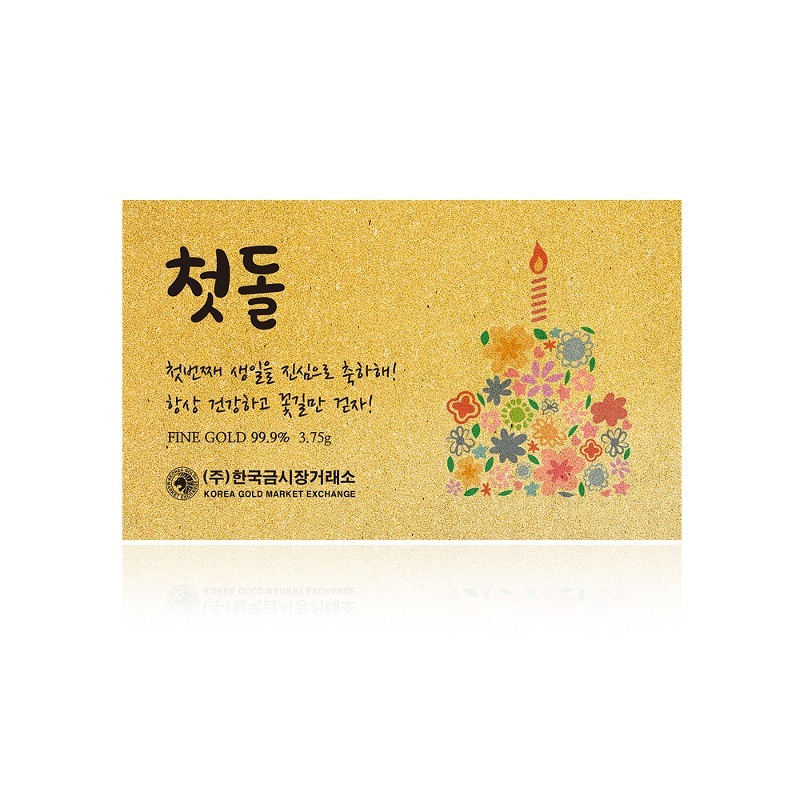 첫돌
첫번째 생일을 진심으로 축하해!
항상 건강하고 꽃길만 걷자!
FINE GOLD 99.9% 3.75g
(주)한국금시장거래소
KOREA GOLD MARKET EXCHANGE